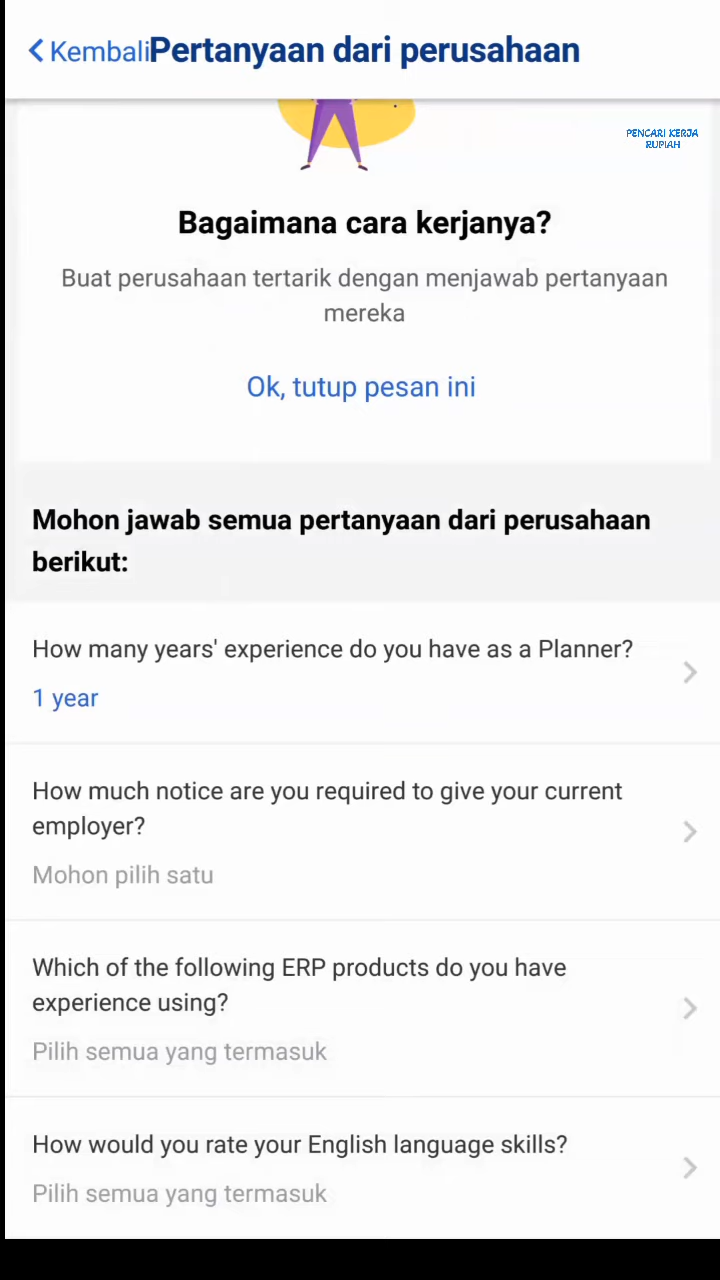 Kembali Pertanyaan dari perusahaan
PENCARI KERJA
RUPIAH
Bagaimana cara kerjanya?
Buat perusahaan tertarik dengan menjawab pertanyaan
mereka
Ok, tutup pesan ini
Mohon jawab semua pertanyaan dari perusahaan
berikut:
How many years' experience do you have as a Planner?
1 year
How much notice are you required to give your current
employer?
Mohon pilih satu
Which of the following ERP products do you have
experience using?
Pilih semua yang termasuk
How would you rate your English language skills?
Pilih semua yang termasuk